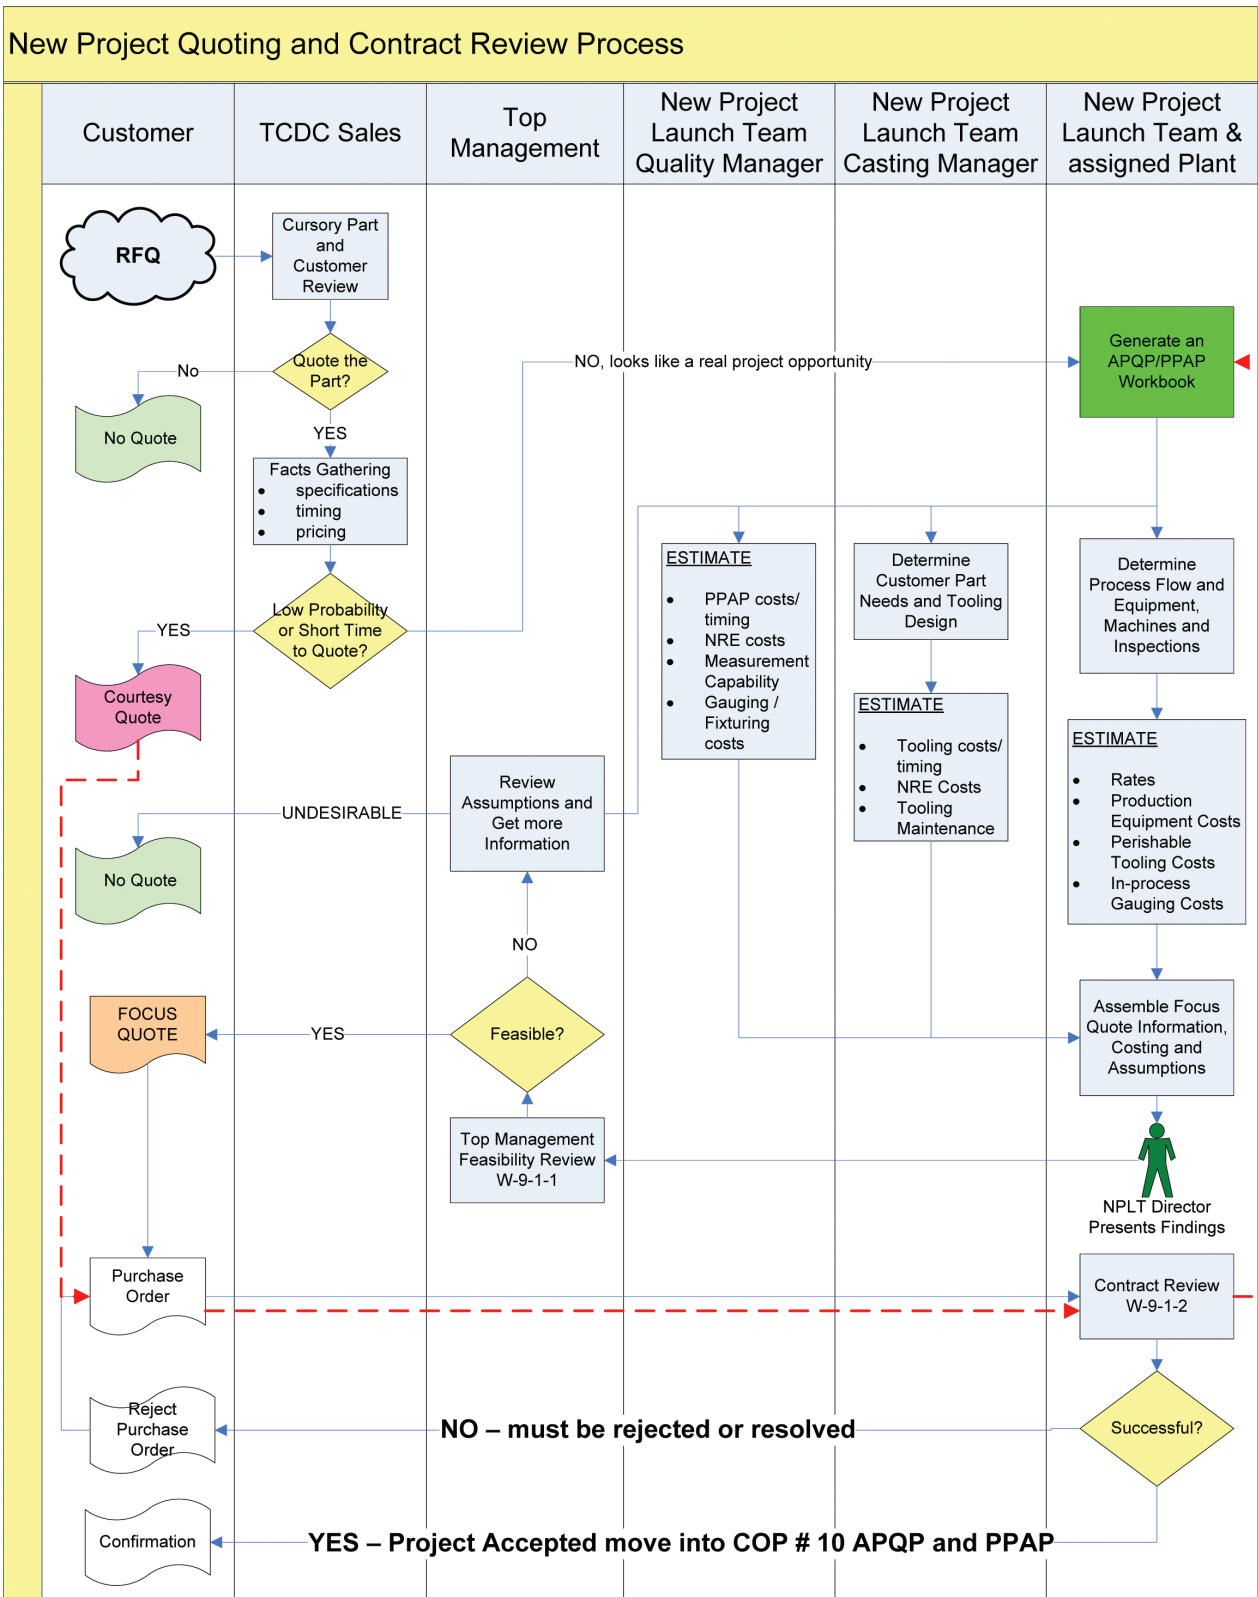 New Project Quoting and Contract Review Process
Customer
TCDC Sales
Top
Management
New Project
Launch Team
Quality Manager
New Project
Launch Team
Casting Manager
New Project
Launch Team &
assigned Plant
RFQ
Cursory Part
and
Customer
Review
Quote the
Part?
No
No Quote
YES
NO, looks like a real project opportunity
Generate an
APQP/PPAP
Workbook
Facts Gathering
● specifications
● timing
● pricing
Low Probability
or Short Time
to Quote?
YES
Courtesy
Quote
ESTIMATE
● PPAP costs/
timing
● NRE costs
● Measurement
Capability
● Gauging /
Fixturing
costs
Determine
Customer Part
Needs and Tooling
Design
ESTIMATE
● Tooling costs/
timing
● NRE Costs
● Tooling
Maintenance
Determine
Process Flow and
Equipment,
Machines and
Inspections
ESTIMATE
● Rates
● Production
Equipment Costs
● Perishable
Tooling Costs
● In-process
Gauging Costs
Review
Assumptions and
Get more
Information
UNDESIRABLE
No Quote
NO
Feasible?
YES
FOCUS
QUOTE
Assemble Focus
Quote Information,
Costing and
Assumptions
Top Management
Feasibility Review
W-9-1-1
NPLT Director
Presents Findings
Purchase
Order
Contract Review
W-9-1-2
Successful?
NO – must be rejected or resolved
Reject
Purchase
Order
YES – Project Accepted move into COP # 10 APQP and PPAP
Confirmation